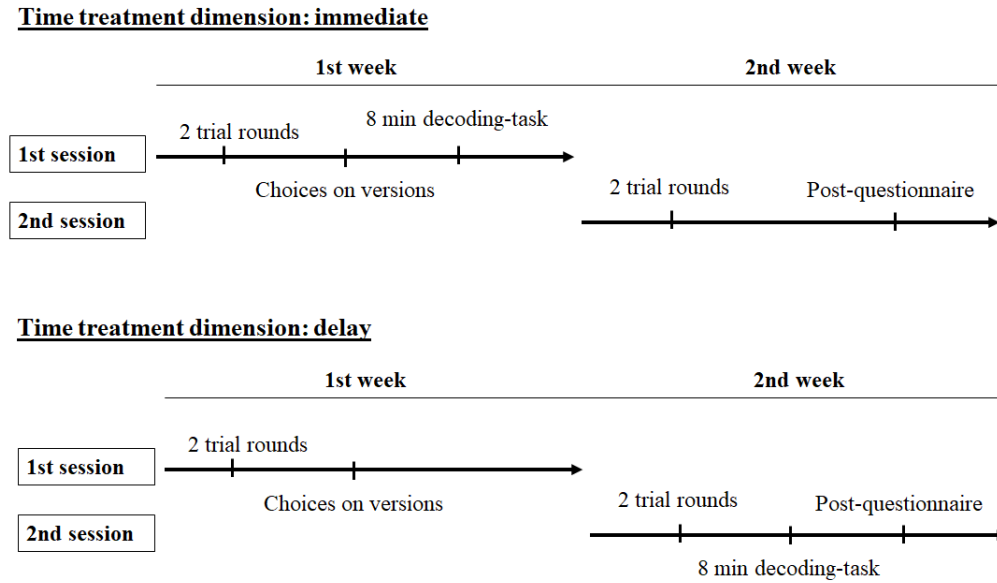 Time treatment dimension: immediate
1st week 2nd week
8 min decoding-task
2 trial rounds
1st session
Choices on versions
2 trial rounds Post-questionnaire
2nd session
Time treatment dimension: delay
1st week 2nd week
2 trial rounds
1st session
Choices on versions
2 trial rounds Post-questionnaire
2nd session
8 min decoding-task